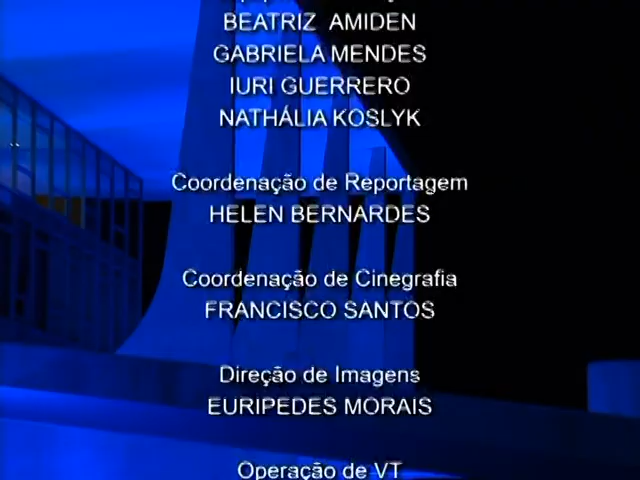 BEATRIZ AMIDEN
GABRIELA MENDES
IURI GUERRERO
NATHÁLIA KOSLYK
Coordenação de Reportagem
HELEN BERNARDES
Coordenação de Cinegrafia
FRANCISCO SANTOS
Direção de Imagens
EURIPEDES MORAIS
Operação de VT